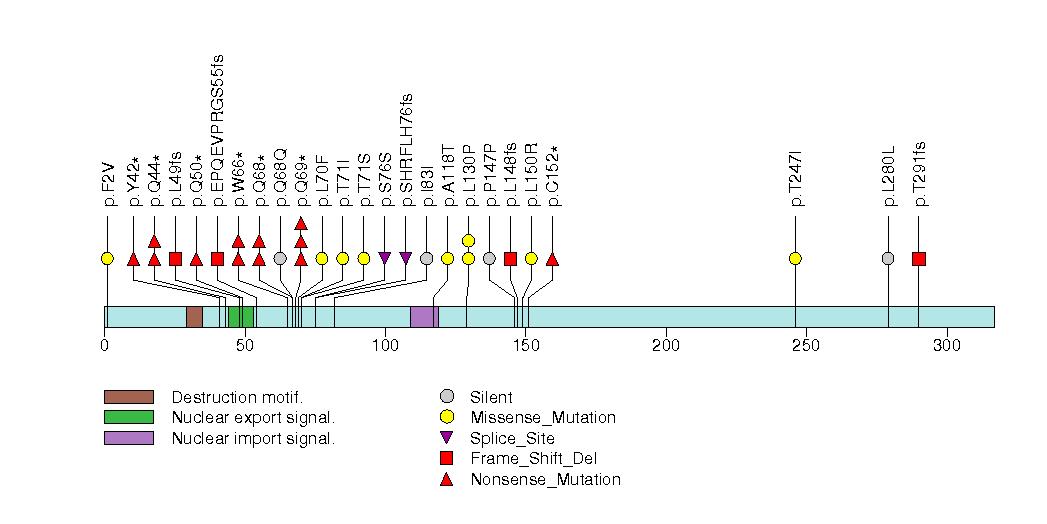 p.F2V
p.Y42*
p.Q44*
p.L49fs
p.Q50*
p.EPQEVPRGS55fs
p.W66*
p.Q68*
p.Q68Q
p.Q69*
p.L70F
p.T71I
p.T71S
p.S76S
p.SHRFLH76fs
p.I83I
p.A118T
p.L130P
p.P147P
p.L148fs
p.L150R
p.C152*
p.T247I
p.L280L
p.T291fs
0 50 100 150 200 250 300
Destruction motif.
Nuclear export signal.
Nuclear import signal.
Silent
Missense_Mutation
Splice_Site
Frame_Shift_Del
Nonsense_Mutation